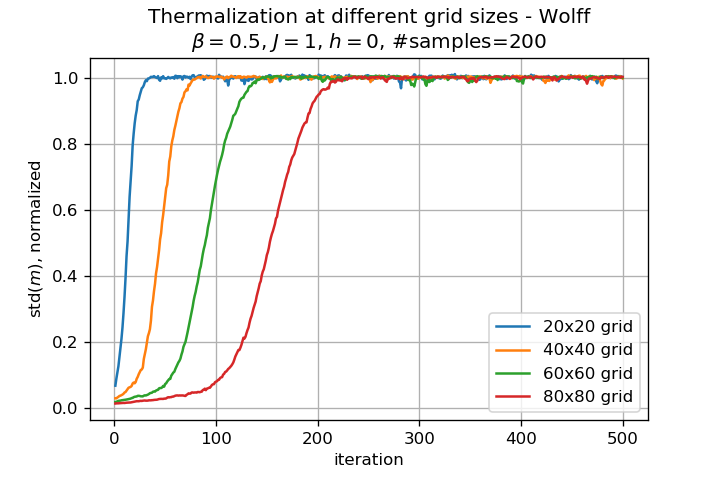 Thermalization at different grid sizes - Wolff
β = 0.5, J = 1, h = 0, #samples=200
std(m), normalized
1.0
0.8
0.6
0.4
0.2
0.0
0 100 200 300 400 500
iteration
20x20 grid
40x40 grid
60x60 grid
80x80 grid